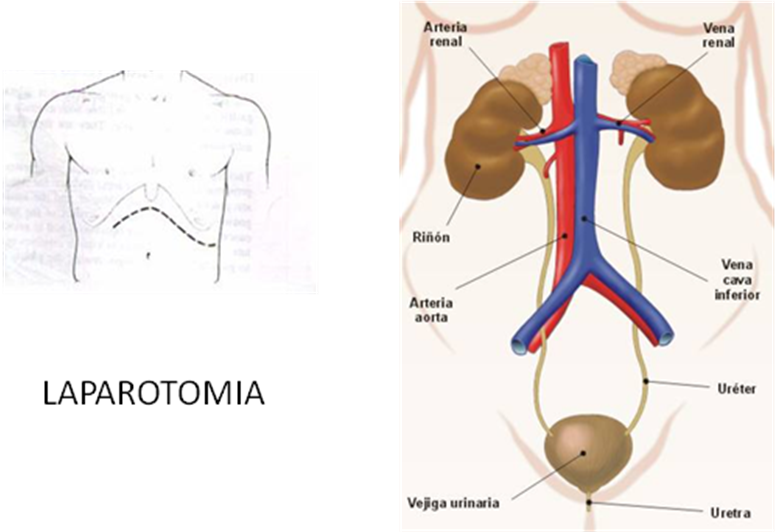 LAPAROTOMIA
Arteria
renal
Vena
renal
Riñón
Arteria
aorta
Vena
cava
inferior
Uréter
Vejiga urinaria
Uretra